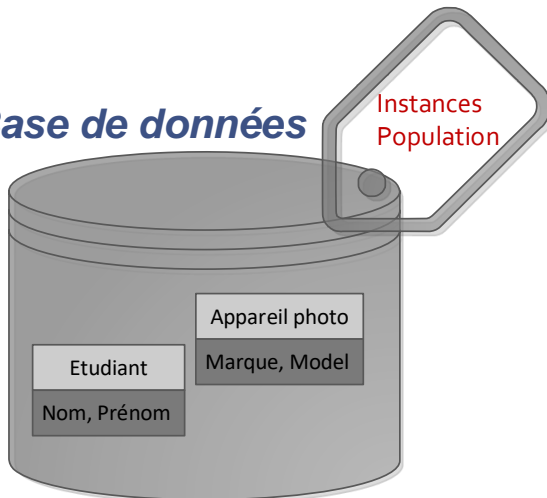 ase de données
Instances
Population
Appareil photo
Marque, Model
Etudiant
Nom, Prénom